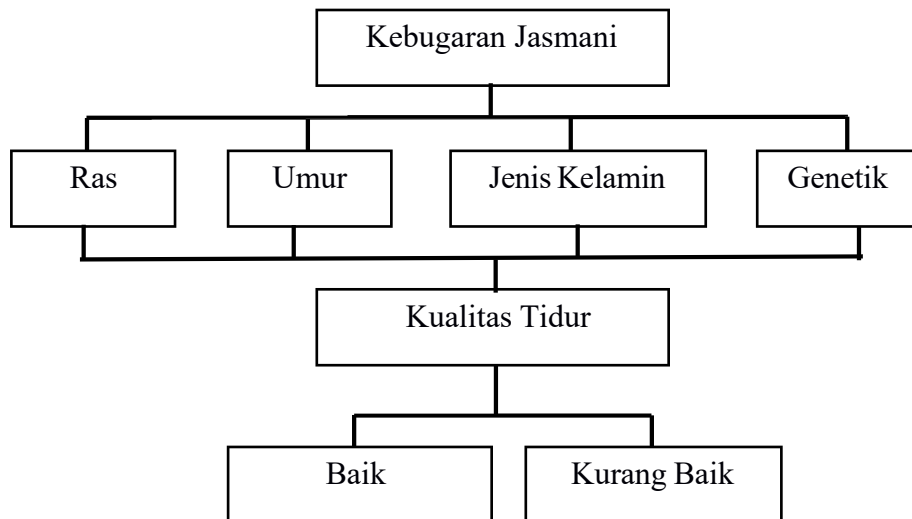 Kebugaran Jasmani
Ras
Umur
Jenis Kelamin
Genetik
Kualitas Tidur
Baik
Kurang Baik